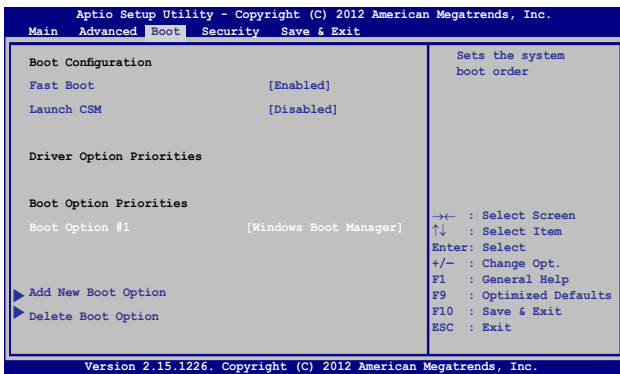 Aptio Setup Utility - Copyright (C) 2012 American Megatrends, Inc.
Main Advanced Boot Security Save & Exit
Boot Configuration
Fast Boot [Enabled]
Launch CSM [Disabled]
Driver Option Priorities
Boot Option Priorities
Boot Option #1 [Windows Boot Manager]
Add New Boot Option
Delete Boot Option
Sets the system
boot order
→← : Select Screen
↑↓ : Select Item
Enter: Select
+/— : Change Opt.
F1 : General Help
F9 : Optimized Defaults
F10 : Save & Exit
ESC : Exit
Version 2.15.1226. Copyright (C) 2012 American Megatrends, Inc.